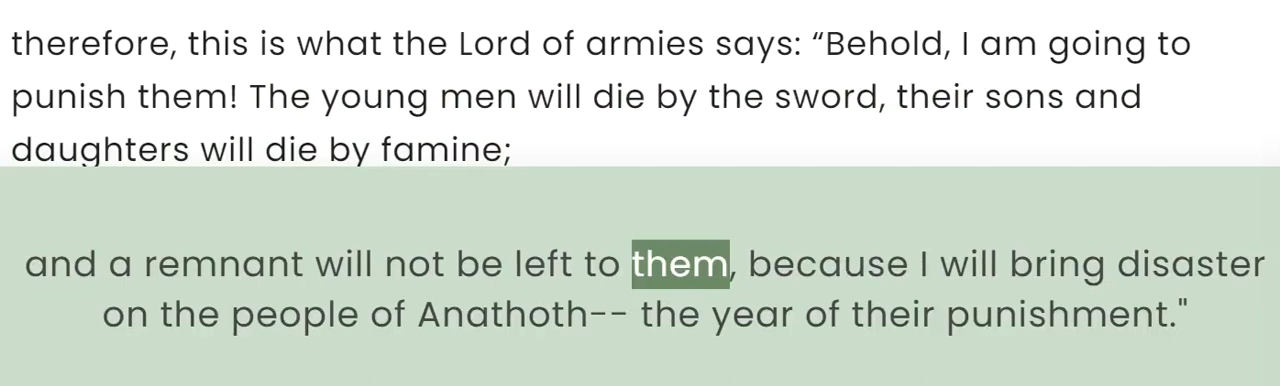 therefore, this is what the Lord of armies says: “Behold, I am going to
punish them! The young men will die by the sword, their sons and
daughters will die by famine;
and a remnant will not be left to them, because I will bring disaster
on the people of Anathoth-- the year of their punishment."